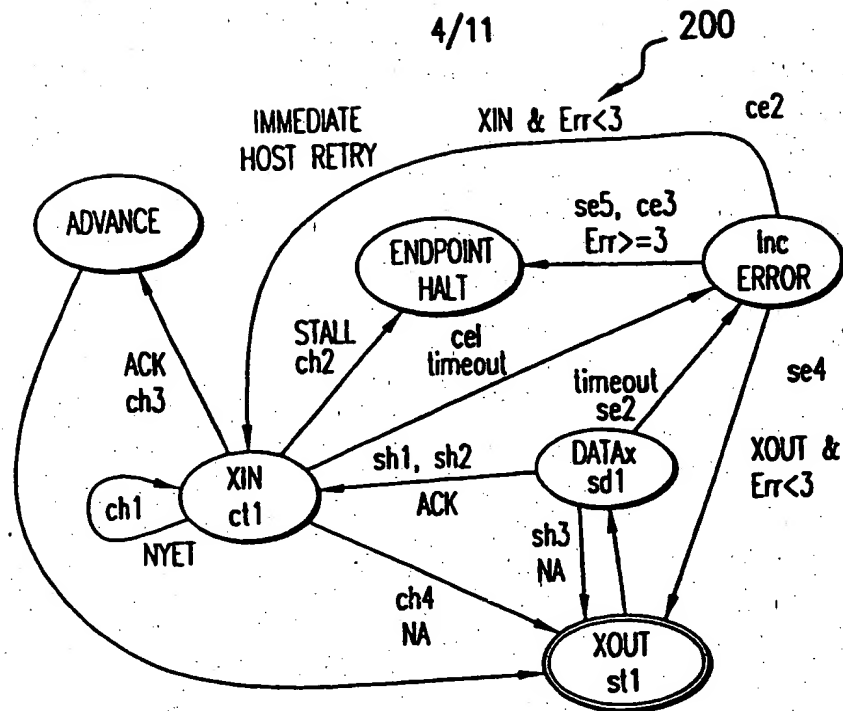 4/11
200
IMMEDIATE
HOST RETRY
XIN & Err<3
ce2
ADVANCE
ENDPOINT
HALT
se5, ce3
Err>=3
Inc
ERROR
STALL
ch2
cel
timeout
ACK
ch3
timeout
se2
se4
XOUT &
Err<3
XIN
ct1
sh1, sh2
ACK
DATAx
sd1
ch1
NYET
sh3
NA
ch4
NA
XOUT
st1